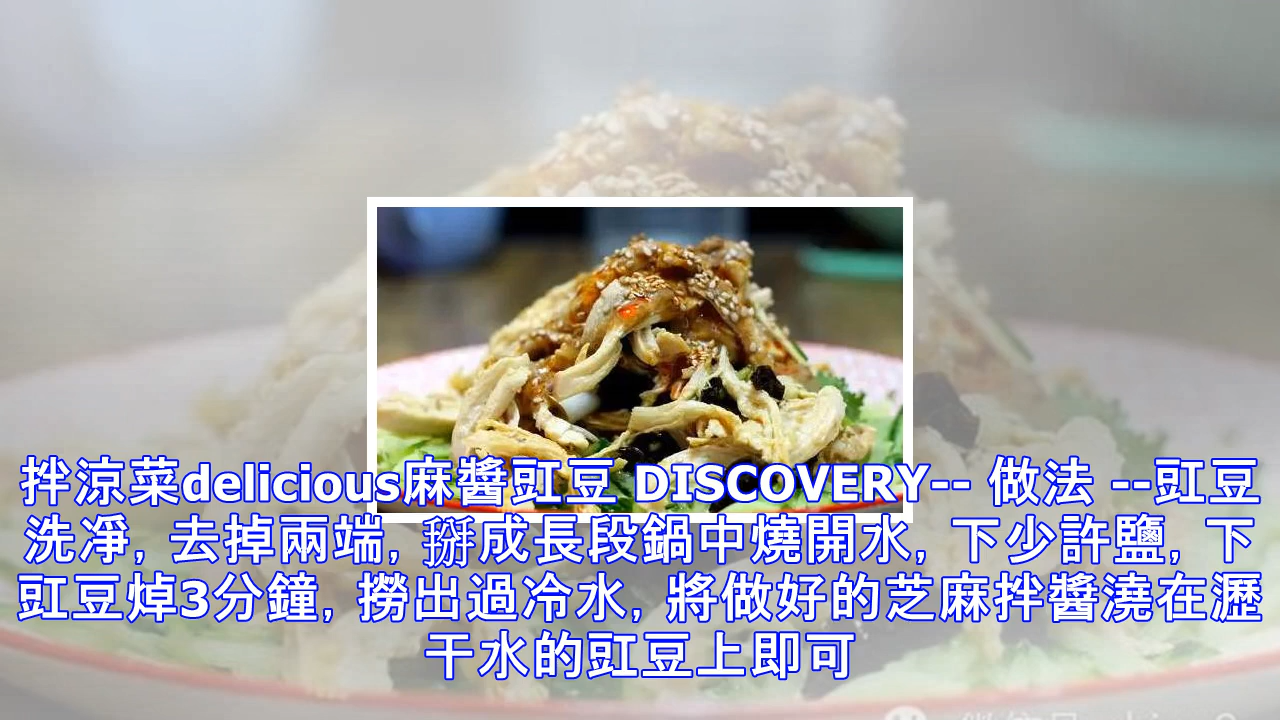 拌涼菜delicious麻醬豇豆 DISCOVERY-- 做法 --豇豆
洗凈, 去掉兩端, 掰成長段鍋中燒開水, 下少許鹽, 下
豇豆焯3分鐘, 撈出過冷水, 將做好的芝麻拌醬澆在瀝
干水的豇豆上即可